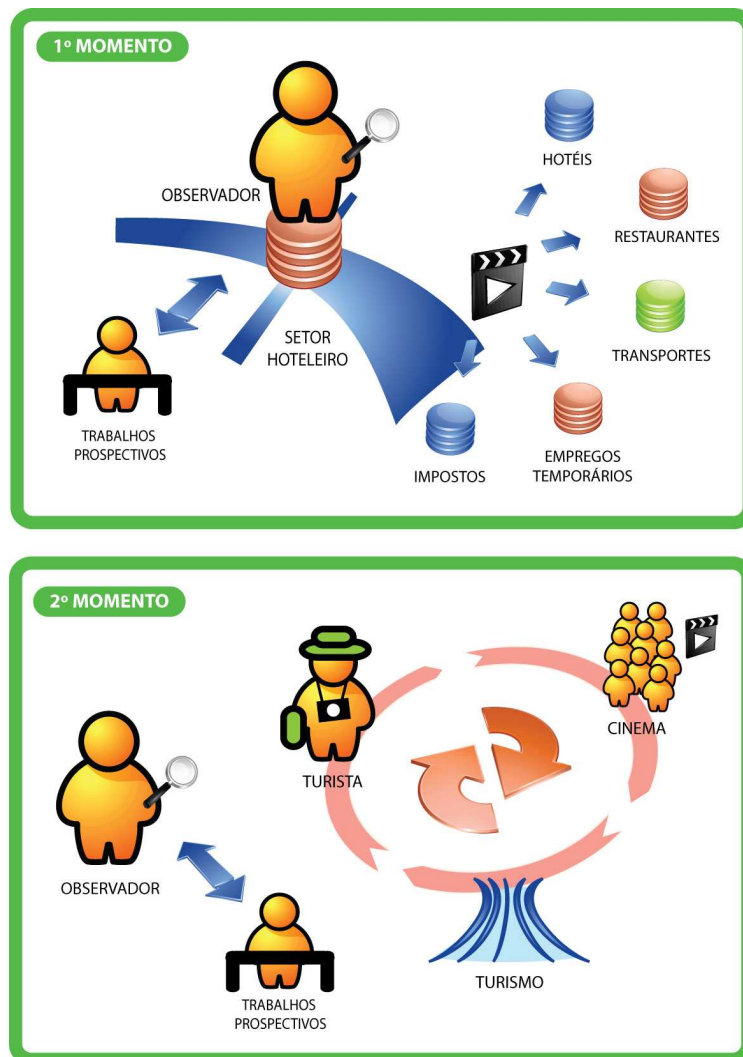 1º MOMENTO
OBSERVADOR
HOTÉIS
RESTAURANTES
SETOR
HOTELEIRO
TRANSPORTES
TRABALHOS
PROSPECTIVOS
IMPOSTOS
EMPREGOS
TEMPORÁRIOS
2º MOMENTO
CINEMA
TURISTA
OBSERVADOR
TURISMO
TRABALHOS
PROSPECTIVOS